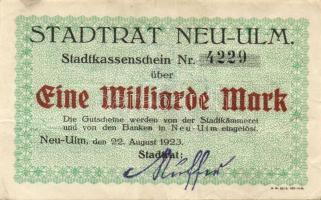 STADTRAT NEU-ULM.
Stadtkassenschein Nr. 4229
über
Eine Milliarde Mark
Die Gutscheine werden von der Stadtkämmerei
und von den Banken in Neu-Ulm eingelöst.
Neu-Ulm, den 22. August 1923.
Stadtrat: